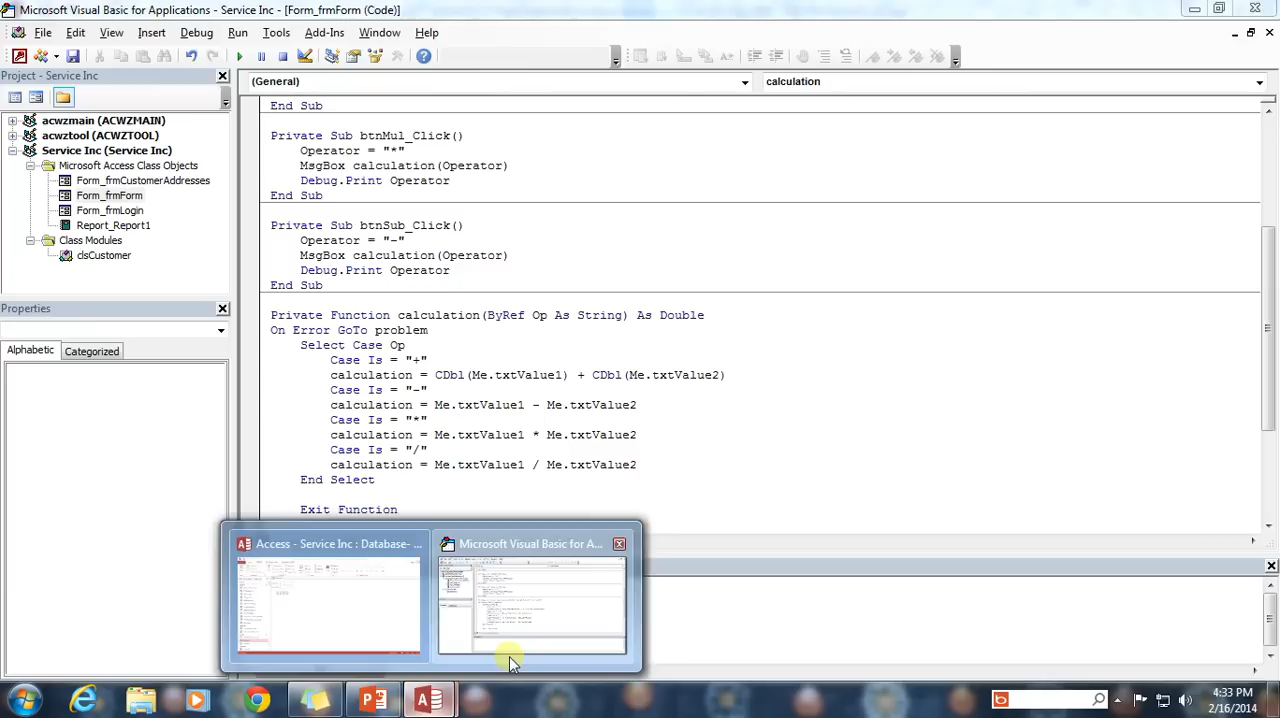 Microsoft Visual Basic for Applications - Service Inc - [Form_frmForm (Code)]
File Edit View Insert Format Debug Run Tools Add-Ins Window Help
Project - Service Inc
(General)
calculation
acwzmain (ACWZMAIN)
acwztool (ACWZTOOL)
Service Inc (Service Inc)
Microsoft Access Class Objects
Form_frmCustomerAddresses
Form_frmForm
Form_frmLogin
Report_Report1
Class Modules
clsCustomer
Properties
Alphabetic Categorized
End Sub
Private Sub btnMul_Click()
Operator = "*"
MsgBox calculation(Operator)
Debug.Print Operator
End Sub
Private Sub btnSub_Click()
Operator = "-"
MsgBox calculation(Operator)
Debug.Print Operator
End Sub
Private Function calculation(ByRef Op As String) As Double
On Error GoTo problem
Select Case Op
Case Is = "+"
calculation = CDbl(Me.txtValue1) + CDbl(Me.txtValue2)
Case Is = "-"
calculation = Me.txtValue1 - Me.txtValue2
Case Is = "*"
calculation = Me.txtValue1 * Me.txtValue2
Case Is = "/"
calculation = Me.txtValue1 / Me.txtValue2
End Select
Exit Function
Access - Service Inc : Database- ...
Microsoft Visual Basic for A...
4:33 PM
2/16/2014